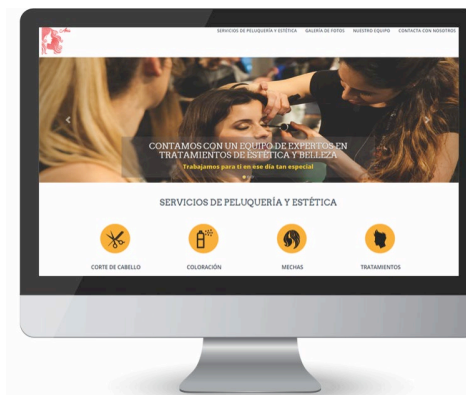 SERVICIOS DE PELUQUERÍA Y ESTÉTICA GALERÍA DE FOTOS NUESTRO EQUIPO CONTACTA CON NOSOTROS
CONTAMOS CON UN EQUIPO DE EXPERTOS EN
TRATAMIENTOS DE ESTÉTICA Y BELLEZA
Trabajamos para ti en ese día tan especial
SERVICIOS DE PELUQUERÍA Y ESTÉTICA
CORTE DE CABELLO COLORACIÓN MECHAS TRATAMIENTOS